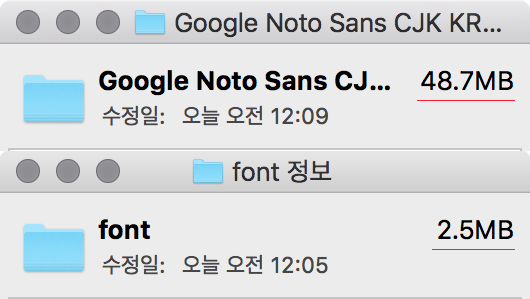 Google Noto Sans CJK KR...
Google Noto Sans CJ... 48.7MB
수정일: 오늘 오전 12:09
font 정보
font 2.5MB
수정일: 오늘 오전 12:05